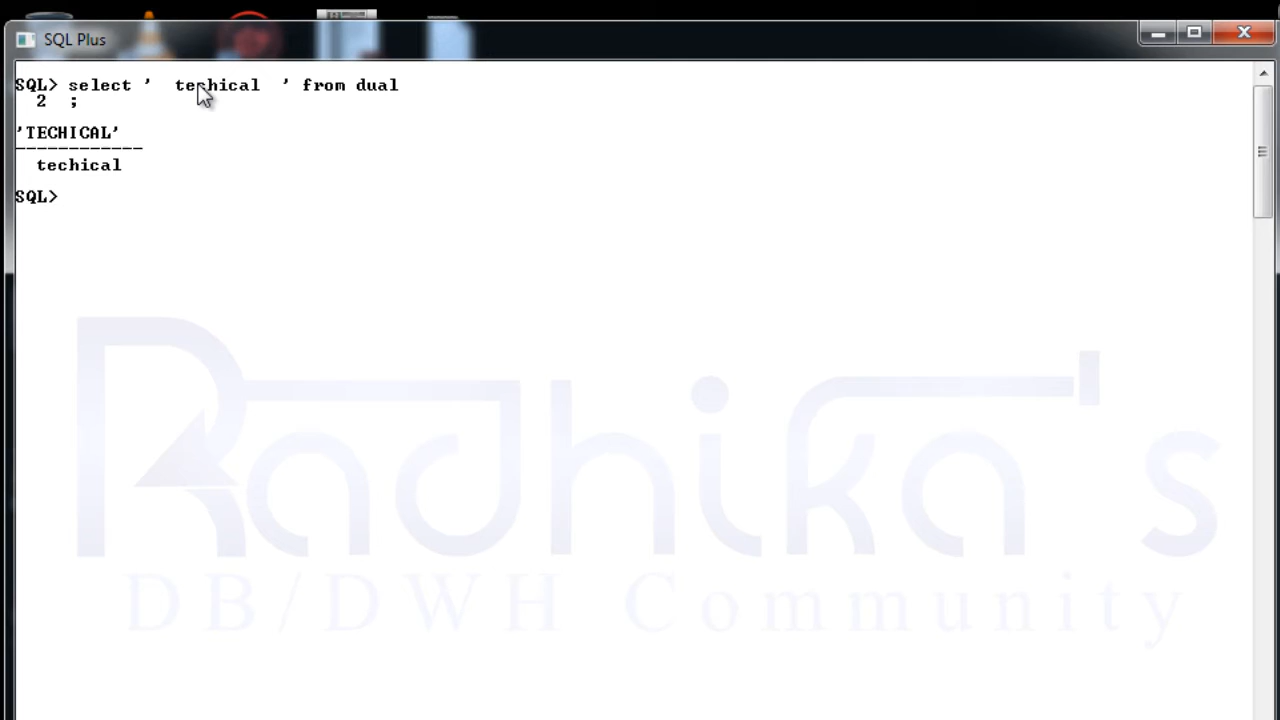 SQL Plus
SQL> select '  techical  ' from dual
  2  ;
'TECHICAL'
------------
  techical
SQL>
Radhika's
DB/DWH Community